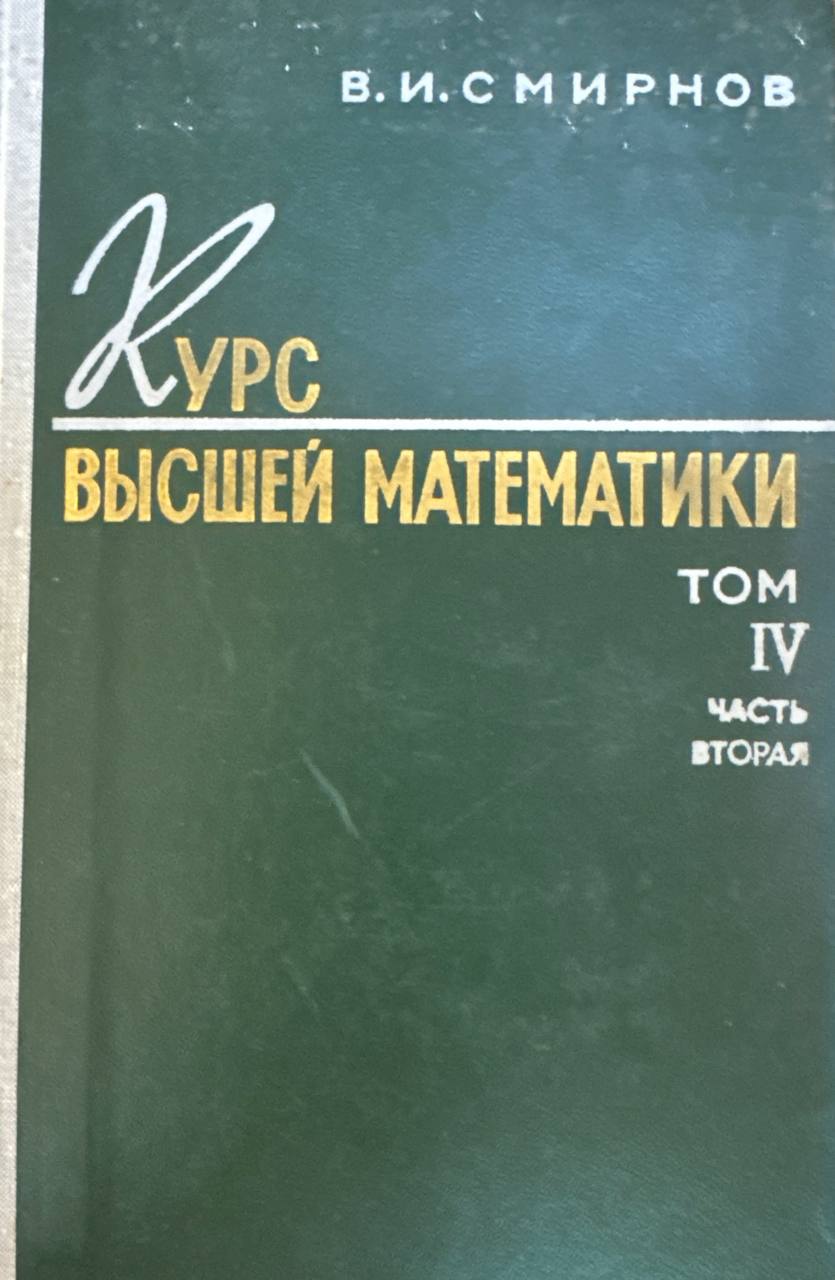 В. И. СМИРНОВ
КУРС
ВЫСШЕЙ МАТЕМАТИКИ
ТОМ
IV
ЧАСТЬ
ВТОРАЯ